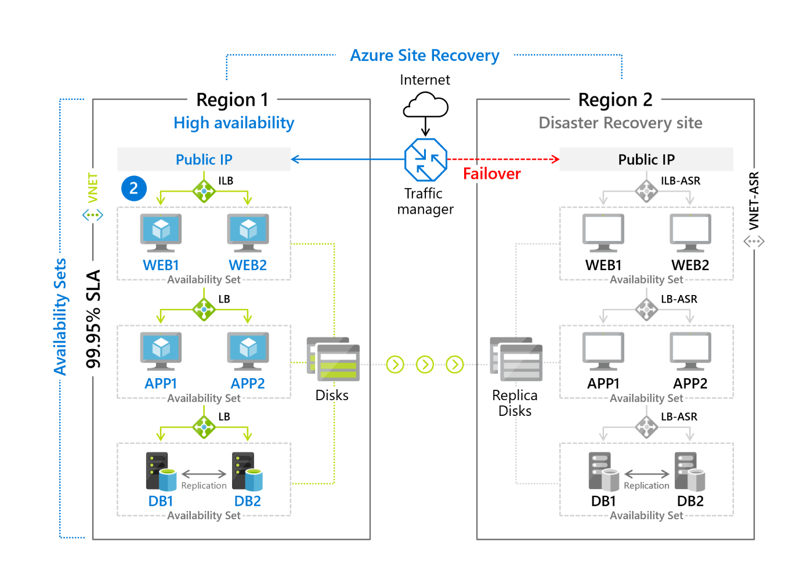 Azure Site Recovery
Internet
Region 1
High availability
Region 2
Disaster Recovery site
Public IP
Failover
Traffic
manager
Public IP
2
VNET
Availability Sets
99.95% SLA
ILB
WEB1
WEB2
Availability Set
LB
APP1
APP2
Availability Set
LB
DB1
Replication
DB2
Availability Set
Disks
Replica
Disks
ILB-ASR
VNET-ASR
WEB1
WEB2
Availability Set
LB-ASR
APP1
APP2
Availability Set
LB-ASR
DB1
Replication
DB2
Availability Set